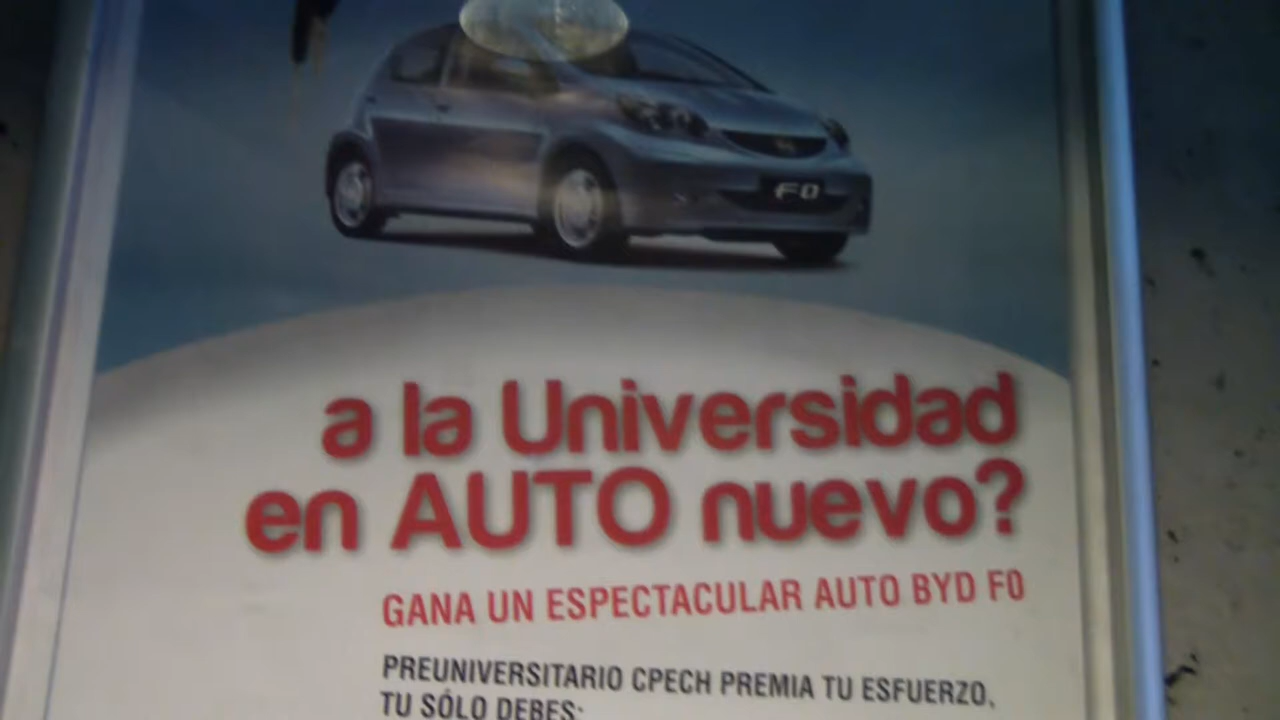 F0
a la Universidad
en AUTO nuevo?
GANA UN ESPECTACULAR AUTO BYD F0
PREUNIVERSITARIO CPECH PREMIA TU ESFUERZO,
TU SÓLO DEBES: